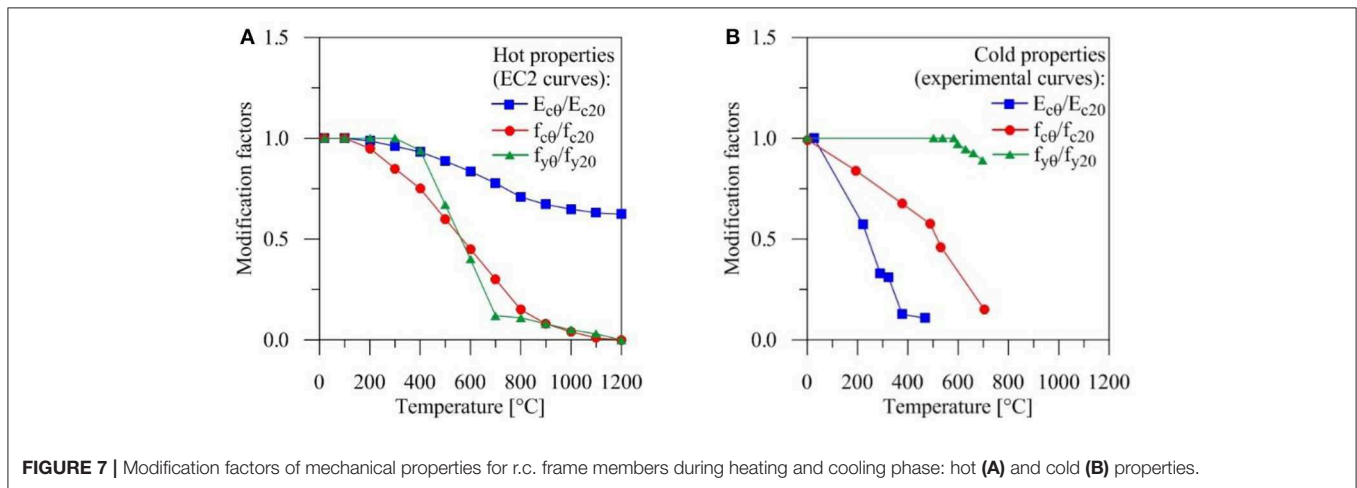 A
1.5
1.0
0.5
0.0
Modification factors
Hot properties
(EC2 curves):
E_cθ/E_c20
f_cθ/f_c20
f_yθ/f_y20
0 200 400 600 800 1000 1200
Temperature [°C]
B
1.5
1.0
0.5
0.0
Modification factors
Cold properties
(experimental curves):
E_cθ/E_c20
f_cθ/f_c20
f_yθ/f_y20
0 200 400 600 800 1000 1200
Temperature [°C]
FIGURE 7 | Modification factors of mechanical properties for r.c. frame members during heating and cooling phase: hot (A) and cold (B) properties.